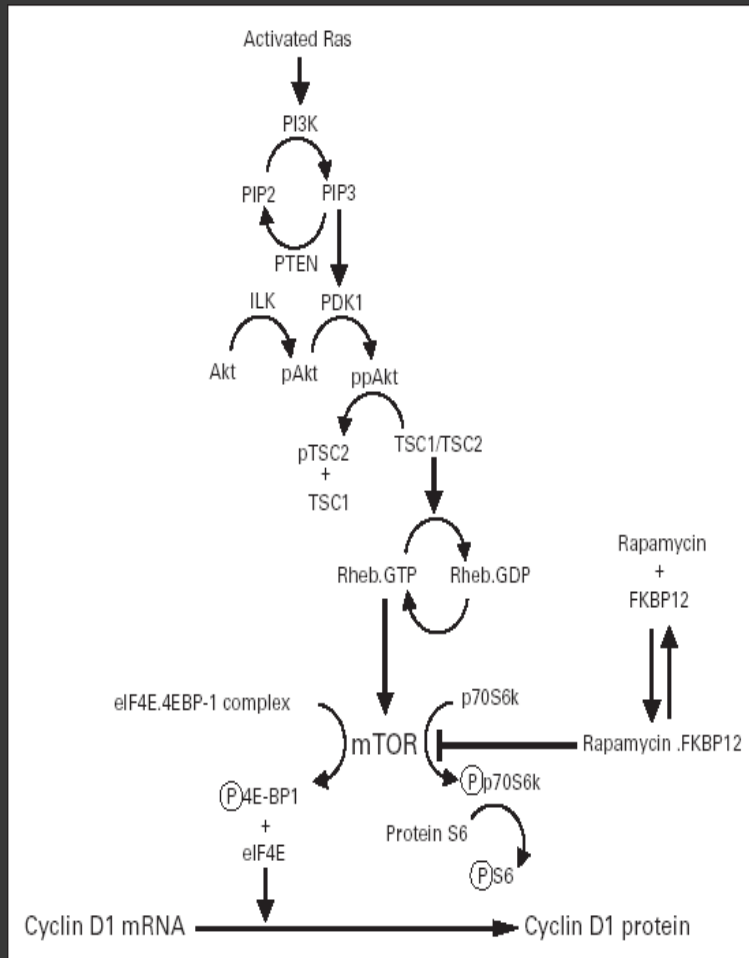 Activated Ras
PI3K
PIP2 PIP3
PTEN
ILK PDK1
Akt pAkt ppAkt
pTSC2 TSC1/TSC2
+
TSC1
Rapamycin
+
Rheb.GTP Rheb.GDP
FKBP12
eIF4E.4EBP-1 complex p70S6k
mTOR Rapamycin .FKBP12
P p70S6k
P 4E-BP1
+
Protein S6
eIF4E
P S6
Cyclin D1 mRNA Cyclin D1 protein